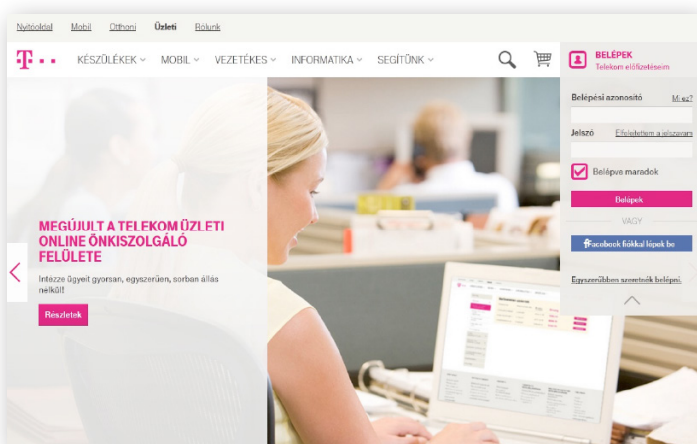 Nyitóoldal Mobil Otthoni Üzleti Rólunk
T
KÉSZÜLÉKEK MOBIL VEZETÉKES INFORMATIKA SEGÍTÜNK
BELÉPEK
Telekom előfizetéseim
Belépési azonosító Mi ez?
Jelszó Elfelejtettem a jelszavam
Belépve maradok
Belépek
VAGY
Facebook fiókkal lépek be
Egyszerűbben szeretnék belépni.
MEGÚJULT A TELEKOM ÜZLETI
ONLINE ÖNKISZOLGÁLÓ
FELÜLETE
Intézze ügyeit gyorsan, egyszerűen, sorban állás
nélkül!
Részletek